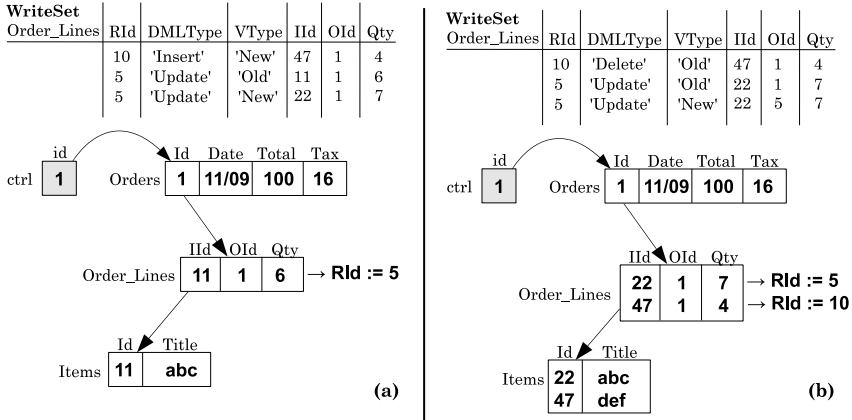 WriteSet
Order_Lines RId DMLType VType IId OId Qty
10 'Insert' 'New' 47 1 4
5 'Update' 'Old' 11 1 6
5 'Update' 'New' 22 1 7
id
ctrl 1
Id Date Total Tax
Orders 1 11/09 100 16
IId OId Qty
Order_Lines 11 1 6 → RId := 5
Id Title
Items 11 abc
(a)
WriteSet
Order_Lines RId DMLType VType IId OId Qty
10 'Delete' 'Old' 47 1 4
5 'Update' 'Old' 22 1 7
5 'Update' 'New' 22 5 7
id
ctrl 1
Id Date Total Tax
Orders 1 11/09 100 16
IId OId Qty
Order_Lines 22 1 7 → RId := 5
47 1 4 → RId := 10
Id Title
Items 22 abc
47 def
(b)